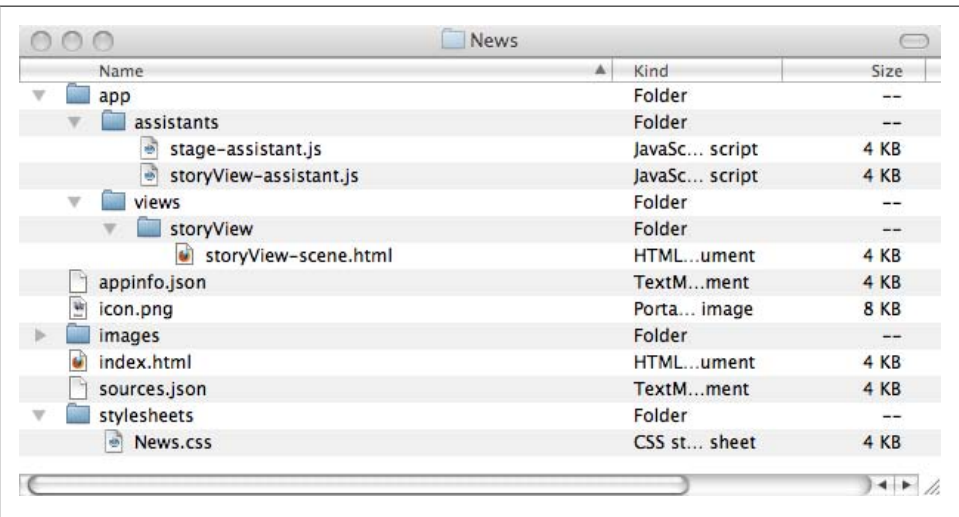 News
Name Kind Size
app Folder --
assistants Folder --
stage-assistant.js JavaSc... script 4 KB
storyView-assistant.js JavaSc... script 4 KB
views Folder --
storyView Folder --
storyView-scene.html HTML...ument 4 KB
appinfo.json TextM...ment 4 KB
icon.png Porta... image 8 KB
images Folder --
index.html HTML...ument 4 KB
sources.json TextM...ment 4 KB
stylesheets Folder --
News.css CSS st... sheet 4 KB